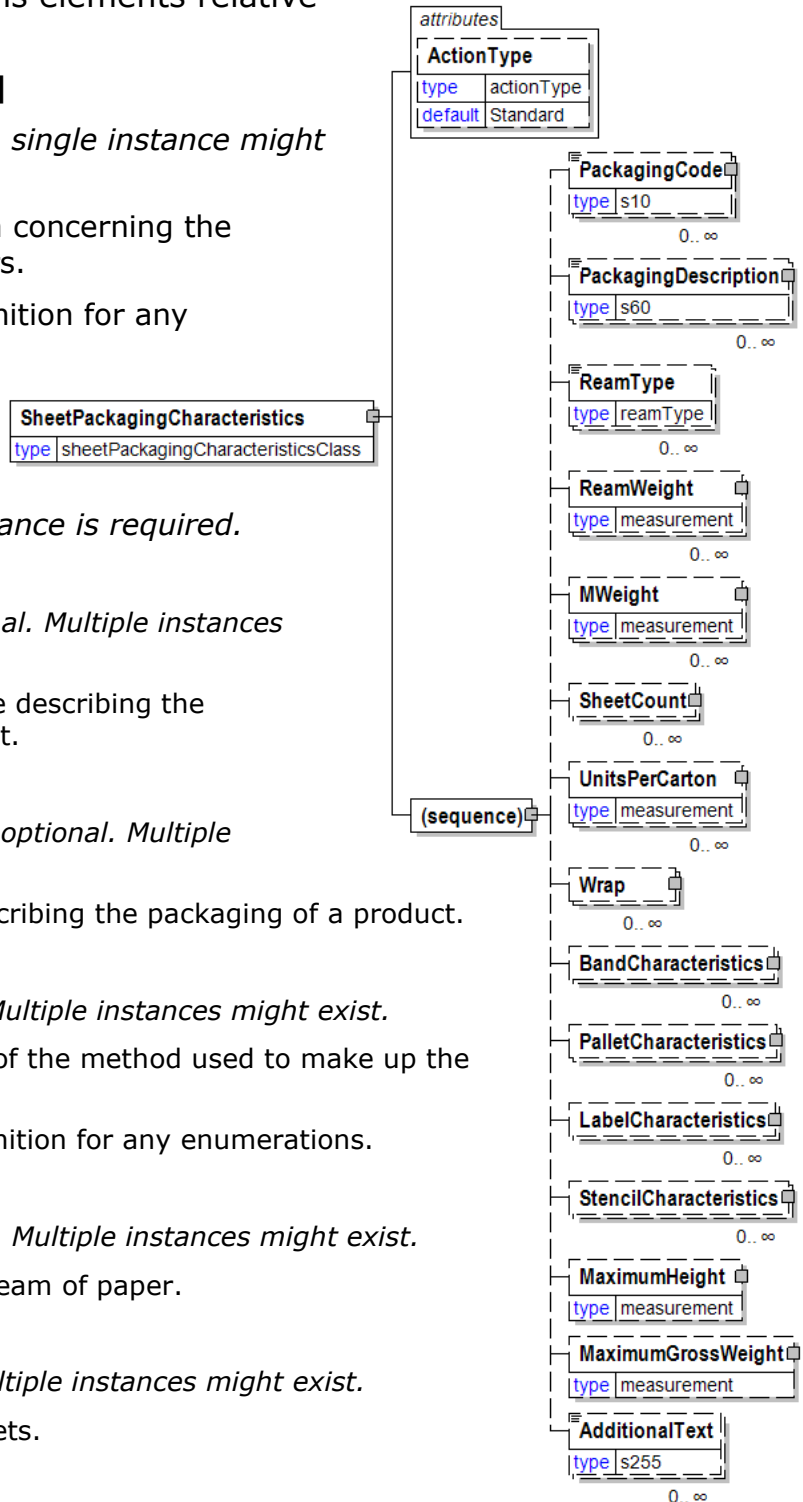 ns elements relative
single instance might
concerning the
s.
nition for any
ance is required.
al. Multiple instances
e describing the
t.
optional. Multiple
cribing the packaging of a product.
Multiple instances might exist.
of the method used to make up the
nition for any enumerations.
. Multiple instances might exist.
eam of paper.
ltiple instances might exist.
ets.
SheetPackagingCharacteristics
type sheetPackagingCharacteristicsClass
attributes
ActionType
type actionType
default Standard
(sequence)
PackagingCode
type s10
0.. ∞
PackagingDescription
type s60
0.. ∞
ReamType
type reamType
0.. ∞
ReamWeight
type measurement
0.. ∞
MWeight
type measurement
0.. ∞
SheetCount
0.. ∞
UnitsPerCarton
type measurement
0.. ∞
Wrap
0.. ∞
BandCharacteristics
0.. ∞
PalletCharacteristics
0.. ∞
LabelCharacteristics
0.. ∞
StencilCharacteristics
0.. ∞
MaximumHeight
type measurement
MaximumGrossWeight
type measurement
AdditionalText
type s255
0.. ∞